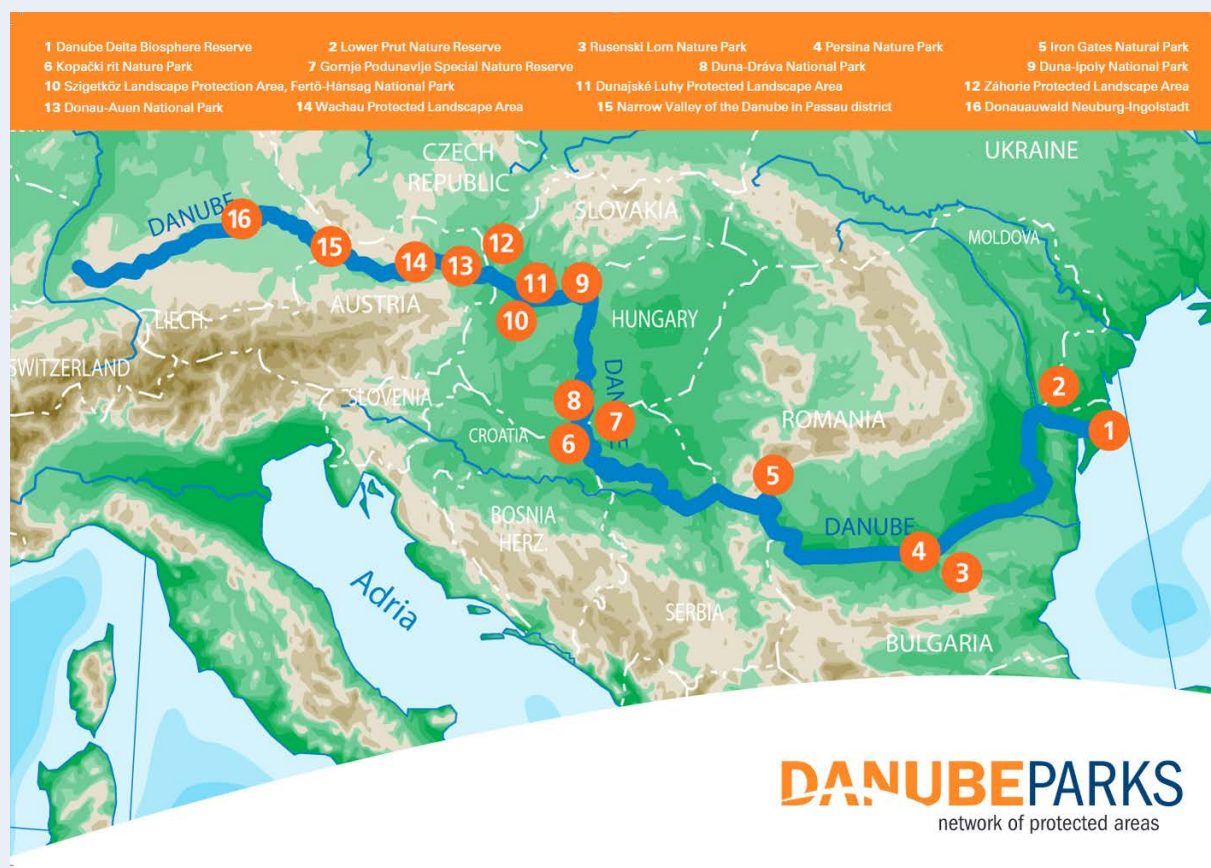 1 Danube Delta Biosphere Reserve 2 Lower Prut Nature Reserve 3 Rusenski Lom Nature Park 4 Persina Nature Park 5 Iron Gates Natural Park
6 Kopački rit Nature Park 7 Gornje Podunavlje Special Nature Reserve 8 Duna-Dráva National Park 9 Duna-Ipoly National Park
10 Szigetköz Landscape Protection Area, Fertö-Hánsag National Park 11 Dunajské Luhy Protected Landscape Area 12 Záhorie Protected Landscape Area
13 Donau-Auen National Park 14 Wachau Protected Landscape Area 15 Narrow Valley of the Danube in Passau district 16 Donauauwald Neuburg-Ingolstadt
CZECH
REPUBLIC
UKRAINE
SLOVAKIA
DANUBE
16
15
14
13
12
11
9
10
MOLDOVA
AUSTRIA
LIECH.
HUNGARY
SWITZERLAND
SLOVENIA
8
7
6
CROATIA
ROMANIA
2
1
5
BOSNIA
HERZ.
DANUBE
4
3
Adria
SERBIA
BULGARIA
DANUBEPARKS
network of protected areas